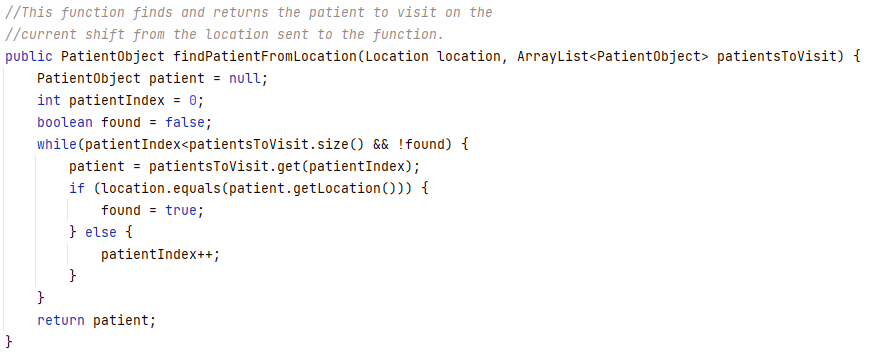 //This function finds and returns the patient to visit on the
//current shift from the location sent to the function.
public PatientObject findPatientFromLocation(Location location, ArrayList<PatientObject> patientsToVisit) {
    PatientObject patient = null;
    int patientIndex = 0;
    boolean found = false;
    while(patientIndex<patientsToVisit.size() && !found) {
        patient = patientsToVisit.get(patientIndex);
        if (location.equals(patient.getLocation())) {
            found = true;
        } else {
            patientIndex++;
        }
    }
    return patient;
}